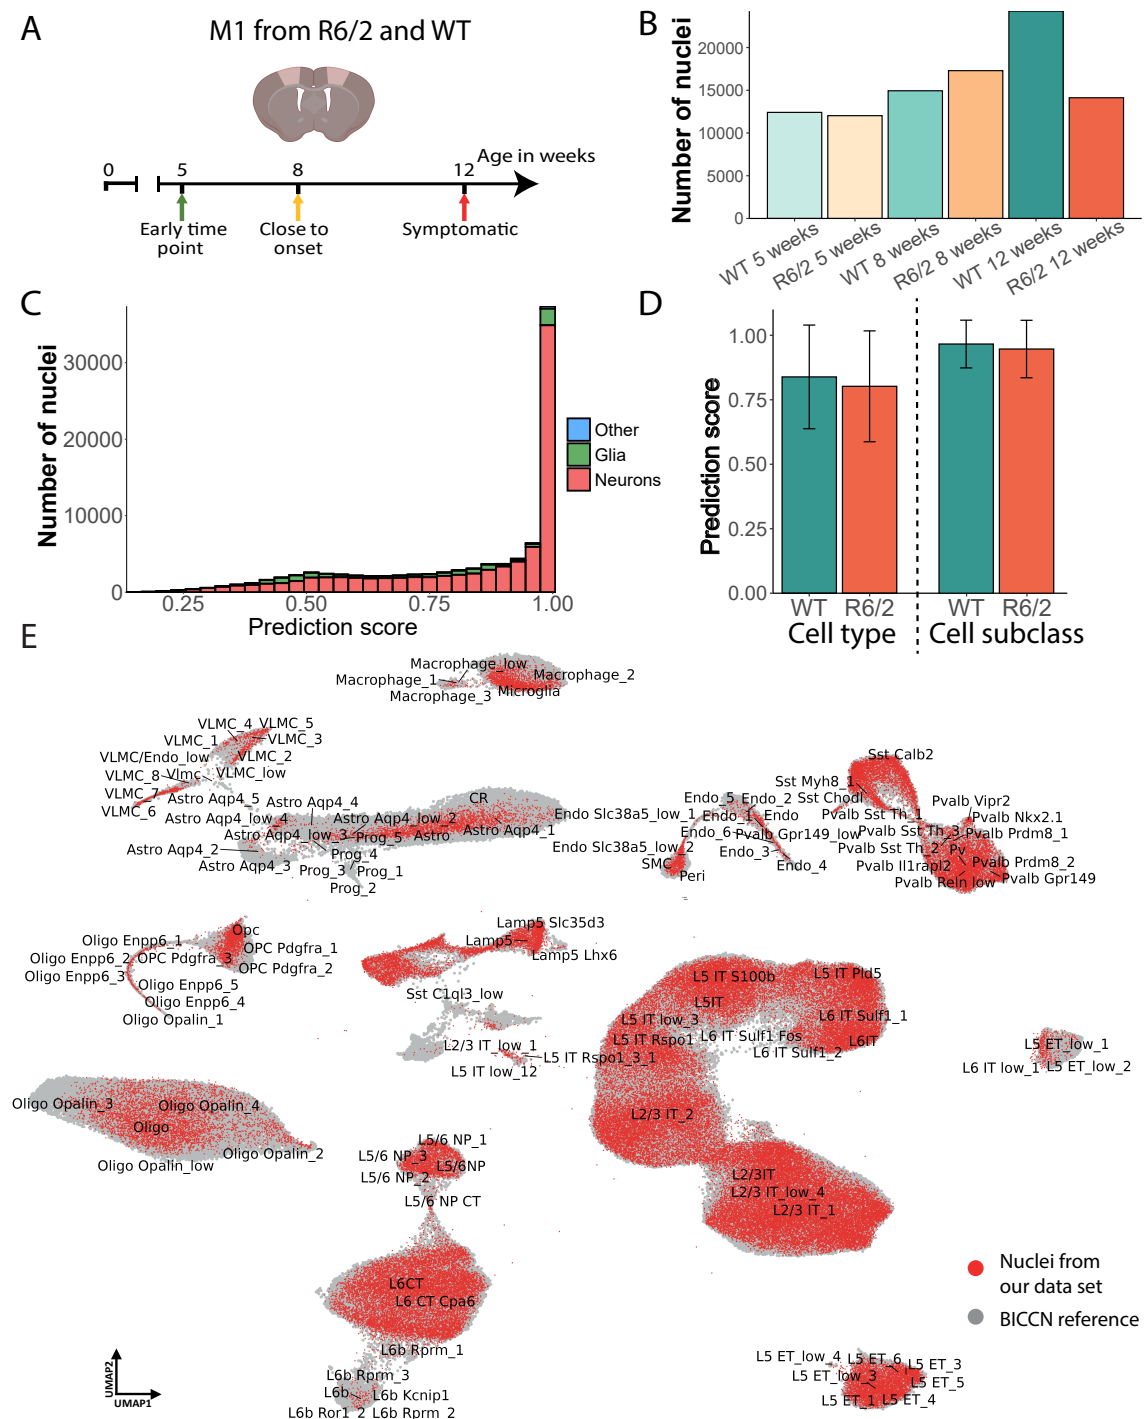 A
M1 from R6/2 and WT
0
5
8
12
Age in weeks
Early time
point
Close to
onset
Symptomatic
B
Number of nuclei
20000
15000
10000
5000
0
WT 5 weeks
R6/2 5 weeks
WT 8 weeks
R6/2 8 weeks
WT 12 weeks
R6/2 12 weeks
C
Number of nuclei
30000
20000
10000
0
0.25
0.50
0.75
1.00
Prediction score
Other
Glia
Neurons
D
Prediction score
1.00
0.75
0.50
0.25
0.00
WT
R6/2
WT
R6/2
Cell type
Cell subclass
E
Macrophage_low
Macrophage_1
Macrophage_2
Macrophage_3
Microglia
VLMC_4
VLMC_5
VLMC_1
VLMC_3
VLMC/Endo_low
VLMC_2
VLMC_8
Vlmc
VLMC_low
VLMC_7
VLMC_6
Astro Aqp4_5
Astro Aqp4_4
CR
Astro Aqp4_low_4
Astro Aqp4_low_2
Astro Aqp4_low_3
Prog_5
Astro
Astro Aqp4_1
Astro Aqp4_2
Prog_4
Astro Aqp4_3
Prog_3
Prog_1
Prog_2
Endo_5
Endo_2
Endo Slc38a5_low_1
Endo_1
Endo
Endo_6
Endo Slc38a5_low_2
Endo_3
SMC
Endo_4
Peri
Sst Calb2
Sst Myh8_1
Sst Chodl
Pvalb Vipr2
Pvalb Sst Th_1
Pvalb Nkx2.1
Pvalb Gpr149_low
Pvalb Sst Th_3
Pvalb Prdm8_1
Pvalb Sst Th_2
Pv
Pvalb Il1rapl2
Pvalb Prdm8_2
Pvalb Reln_low
Pvalb Gpr149
Opc
Oligo Enpp6_1
OPC Pdgfra_1
Oligo Enpp6_2
OPC Pdgfra_3
OPC Pdgfra_2
Oligo Enpp6_3
Oligo Enpp6_5
Oligo Enpp6_4
Oligo Opalin_1
Lamp5 Slc35d3
Lamp5
Lamp5 Lhx6
Sst C1ql3_low
L2/3 IT_low_1
L5 IT Rspo1_3_1
L5 IT low_12
L5 IT S100b
L5 IT Pld5
L5IT
L5 IT low_3
L6 IT Sulf1_1
L5 IT Rspo1
L6 IT Sulf1 Fos
L6IT
L6 IT Sulf1_2
L2/3 IT_2
L5 ET_low_1
L6 IT low_1
L5 ET_low_2
Oligo Opalin_3
Oligo Opalin_4
Oligo
Oligo Opalin_2
Oligo Opalin_low
L5/6 NP_1
L5/6 NP_3
L5/6NP
L5/6 NP_2
L5/6 NP CT
L2/3IT
L2/3 IT_low_4
L2/3 IT_1
L6CT
L6 CT Cpa6
L6b Rprm_1
L6b Rprm_3
L6b
L6b Kcnip1
L6b Ror1_2
L6b Rprm_2
L5 ET_low_4
L5 ET_6
L5 ET_3
L5 ET_low_3
L5 ET_5
L5 ET_1
L5 ET_4
Nuclei from
our data set
BICCN reference
UMAP2
UMAP1